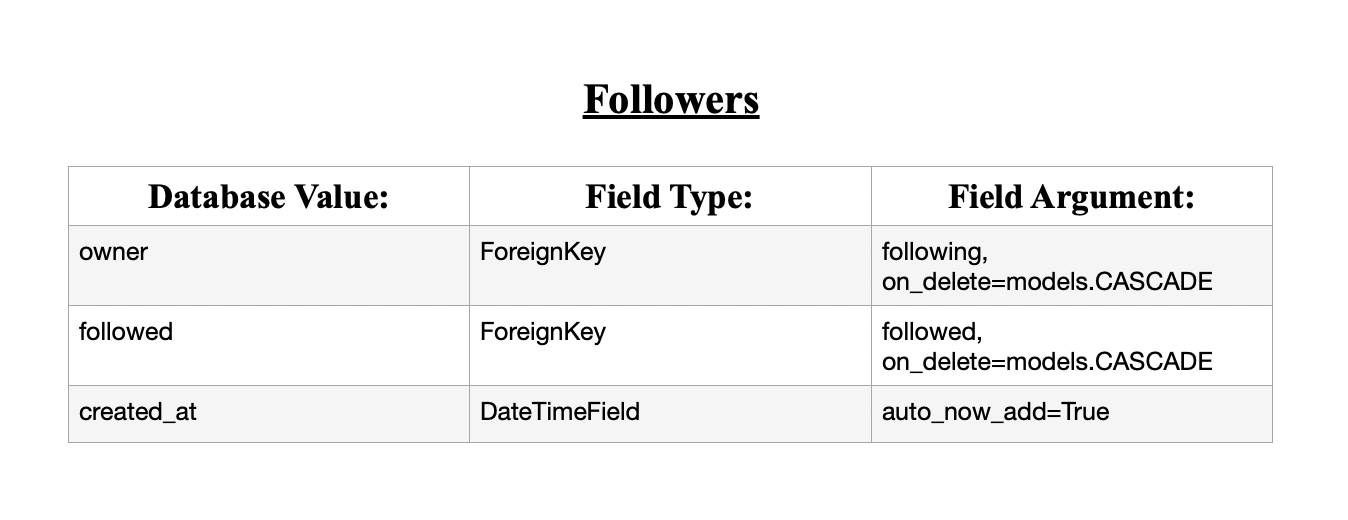 Followers
Database Value: Field Type: Field Argument:
owner ForeignKey following,
on_delete=models.CASCADE
followed ForeignKey followed,
on_delete=models.CASCADE
created_at DateTimeField auto_now_add=True